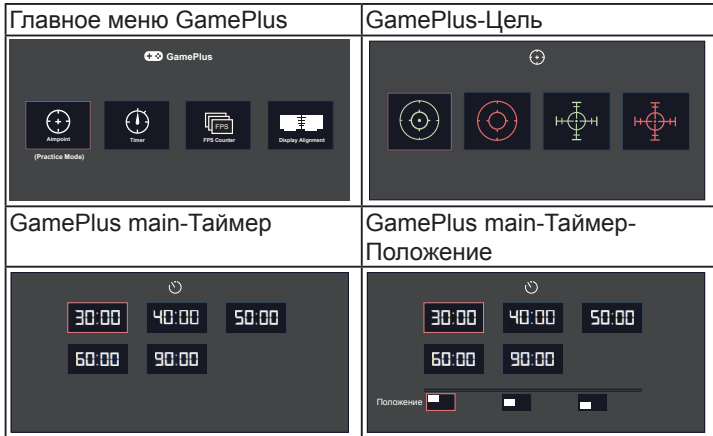 Главное меню GamePlus
GamePlus-Цель
GamePlus
Aimpoint
(Practice Mode)
Timer
FPS
FPS Counter
Display Alignment
GamePlus main-Таймер
GamePlus main-Таймер-
Положение
30:00
40:00
50:00
60:00
90:00
30:00
40:00
50:00
60:00
90:00
Положение